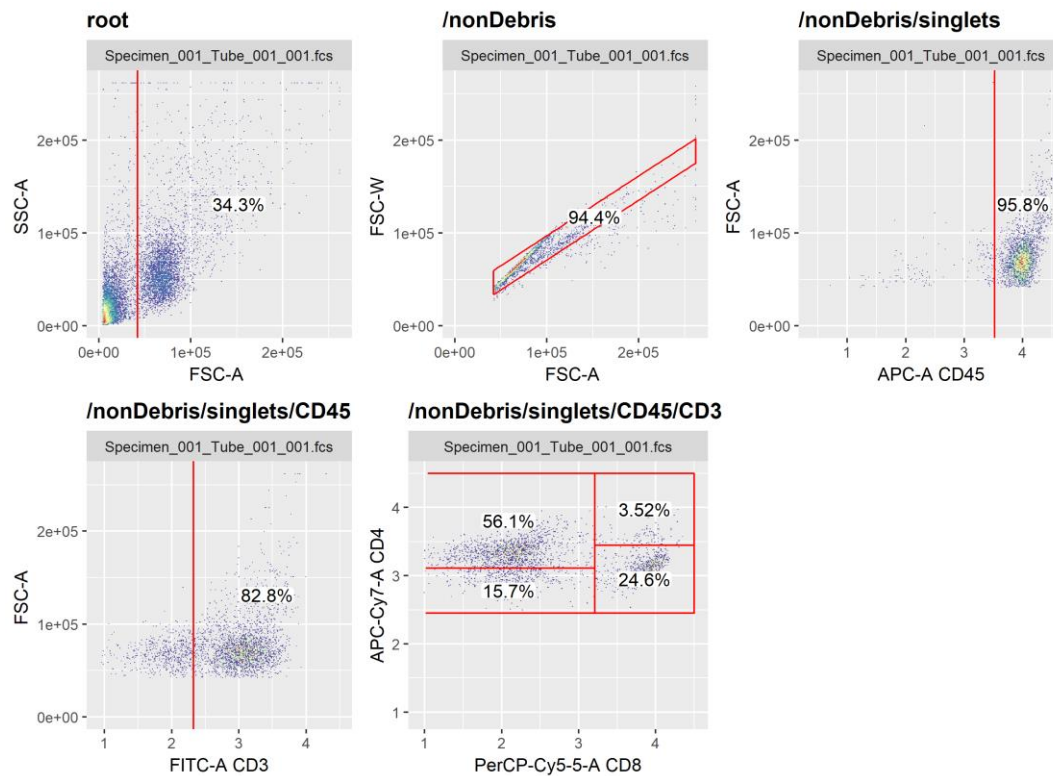 root
Specimen_001_Tube_001_001.fcs
2e+05
1e+05
0e+00
SSC-A
34.3%
0e+00 1e+05 2e+05
FSC-A
/nonDebris
Specimen_001_Tube_001_001.fcs
2e+05
1e+05
0e+00
FSC-W
94.4%
0e+00 1e+05 2e+05
FSC-A
/nonDebris/singlets
Specimen_001_Tube_001_001.fcs
2e+05
1e+05
0e+00
FSC-A
95.8%
1 2 3 4
APC-A CD45
/nonDebris/singlets/CD45
Specimen_001_Tube_001_001.fcs
2e+05
1e+05
0e+00
FSC-A
82.8%
1 2 3 4
FITC-A CD3
/nonDebris/singlets/CD45/CD3
Specimen_001_Tube_001_001.fcs
4
3
2
1
APC-Cy7-A CD4
56.1%
3.52%
15.7%
24.6%
1 2 3 4
PerCP-Cy5-5-A CD8